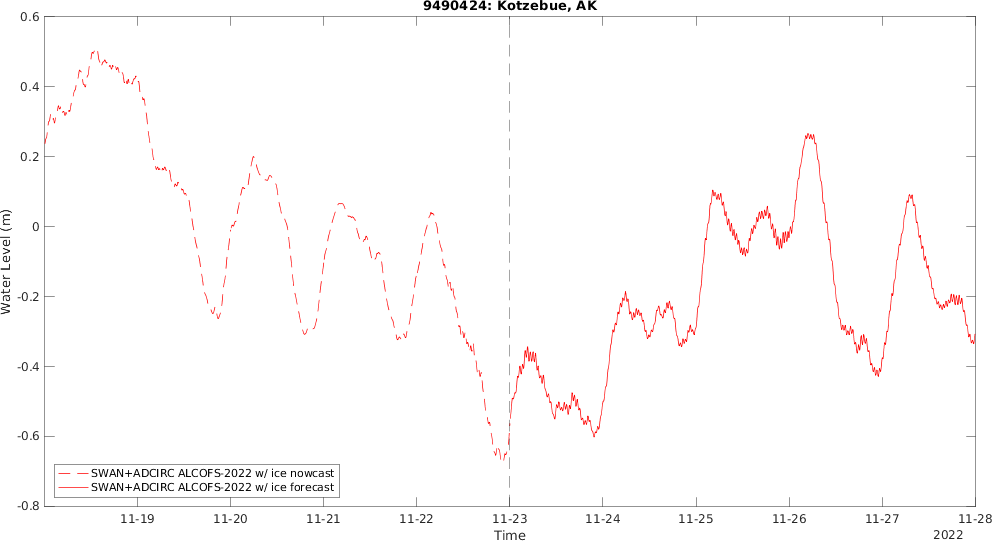 9490424: Kotzebue, AK
Water Level (m)
0.6
0.4
0.2
0
-0.2
-0.4
-0.6
-0.8
SWAN+ADCIRC ALCOFS-2022 w/ ice nowcast
SWAN+ADCIRC ALCOFS-2022 w/ ice forecast
11-19 11-20 11-21 11-22 11-23 11-24 11-25 11-26 11-27 11-28
Time
2022